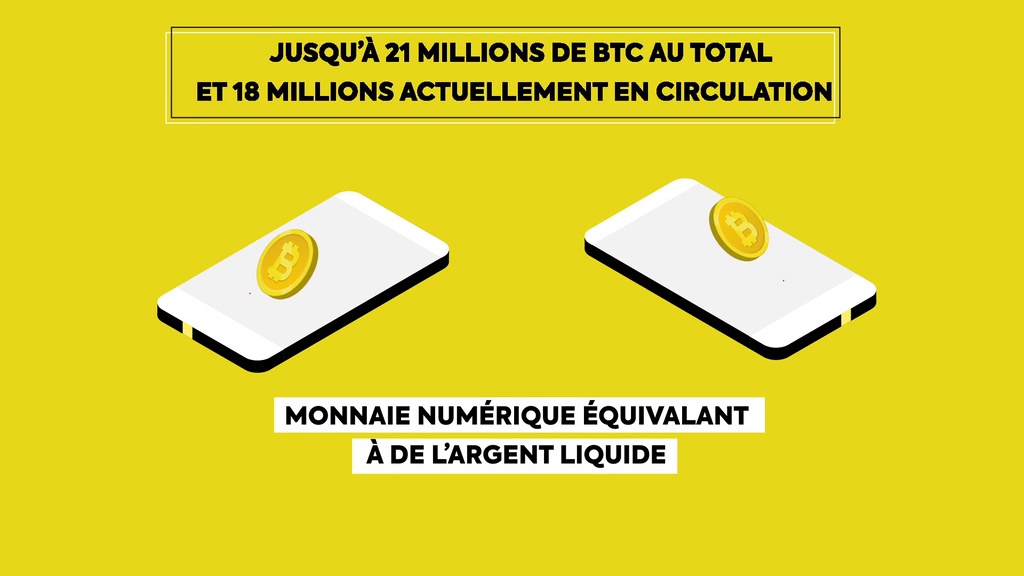 JUSQU’À 21 MILLIONS DE BTC AU TOTAL
ET 18 MILLIONS ACTUELLEMENT EN CIRCULATION
MONNAIE NUMÉRIQUE ÉQUIVALANT
À DE L’ARGENT LIQUIDE